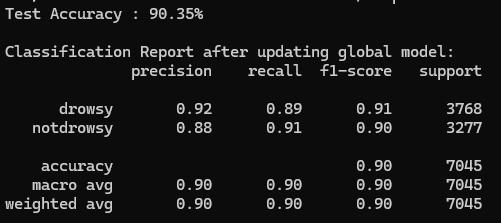 Test Accuracy : 90.35%
Classification Report after updating global model:
precision recall f1-score support
drowsy 0.92 0.89 0.91 3768
notdrowsy 0.88 0.91 0.90 3277
accuracy 0.90 7045
macro avg 0.90 0.90 0.90 7045
weighted avg 0.90 0.90 0.90 7045